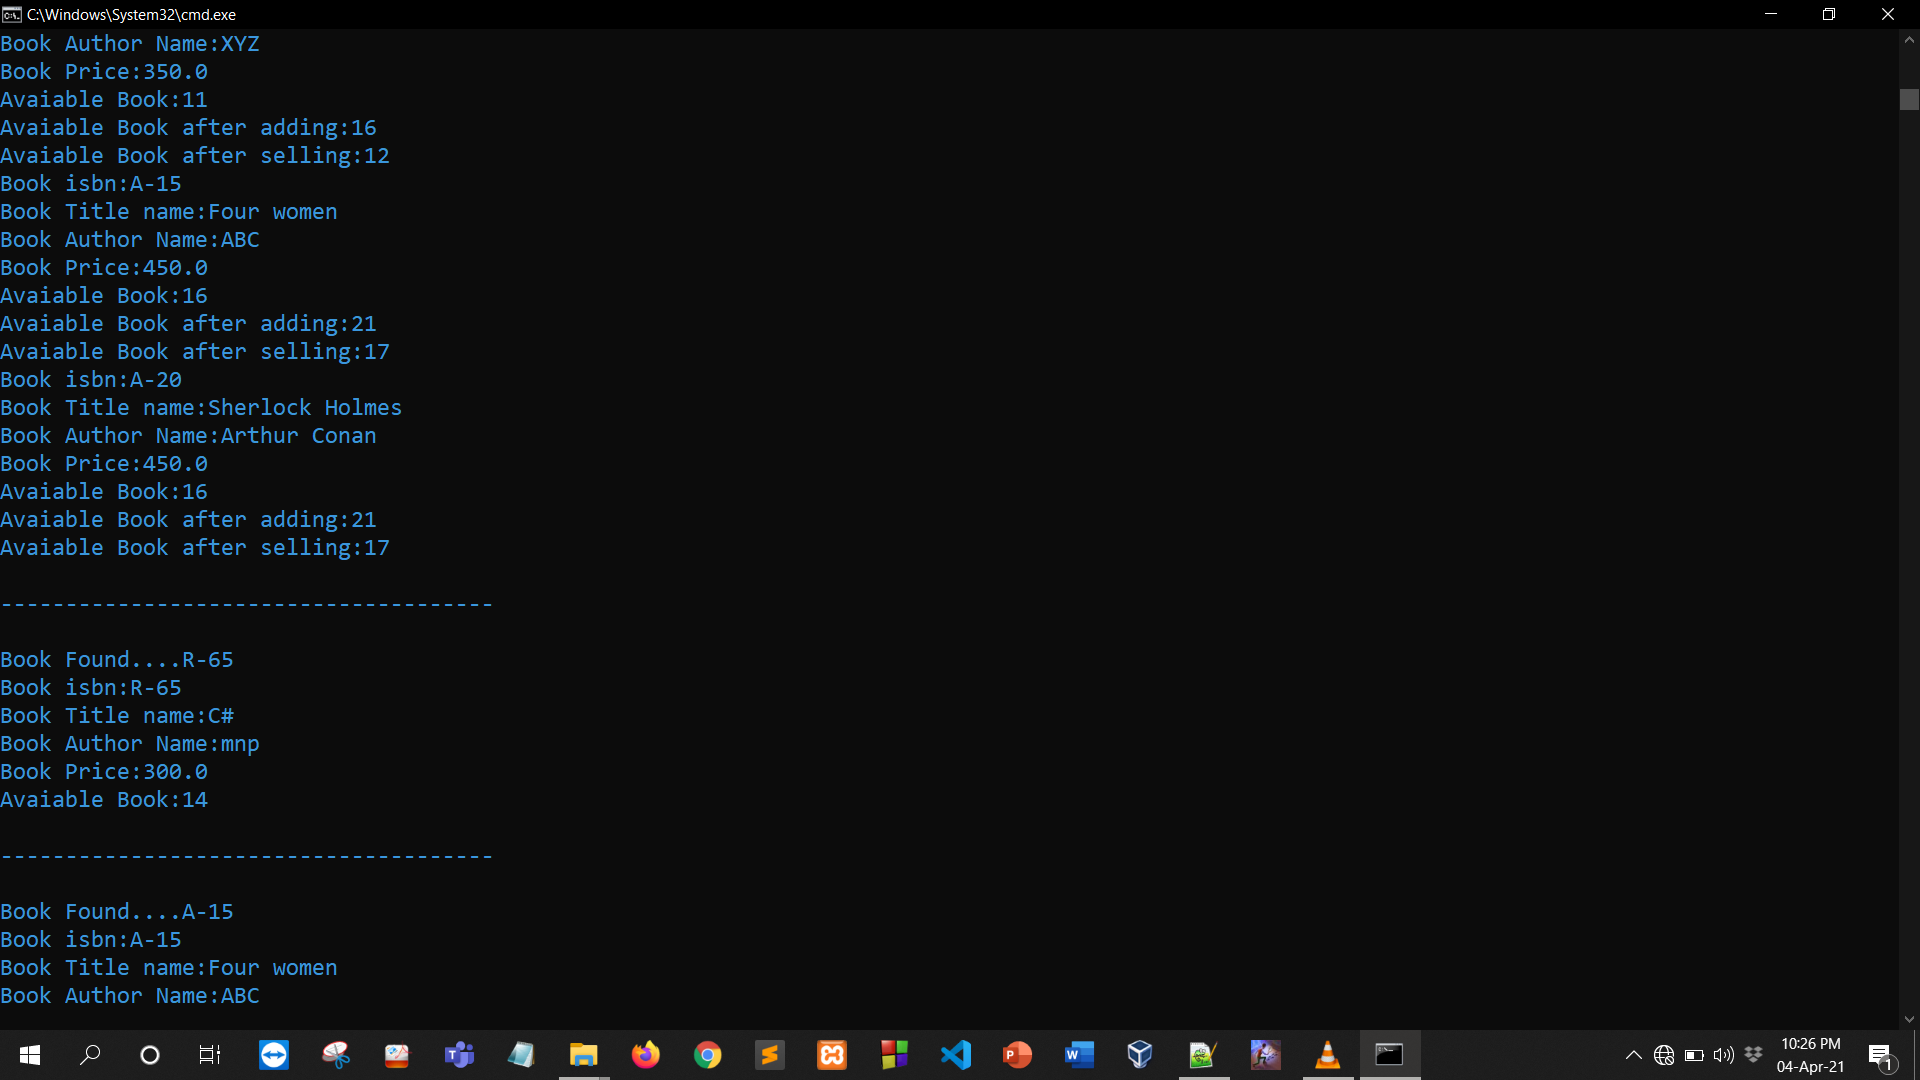 C:\Windows\System32\cmd.exe
Book Author Name:XYZ
Book Price:350.0
Avaiable Book:11
Avaiable Book after adding:16
Avaiable Book after selling:12
Book isbn:A-15
Book Title name:Four women
Book Author Name:ABC
Book Price:450.0
Avaiable Book:16
Avaiable Book after adding:21
Avaiable Book after selling:17
Book isbn:A-20
Book Title name:Sherlock Holmes
Book Author Name:Arthur Conan
Book Price:450.0
Avaiable Book:16
Avaiable Book after adding:21
Avaiable Book after selling:17
--------------------------------------
Book Found....R-65
Book isbn:R-65
Book Title name:C#
Book Author Name:mnp
Book Price:300.0
Avaiable Book:14
--------------------------------------
Book Found....A-15
Book isbn:A-15
Book Title name:Four women
Book Author Name:ABC
10:26 PM
04-Apr-21
1